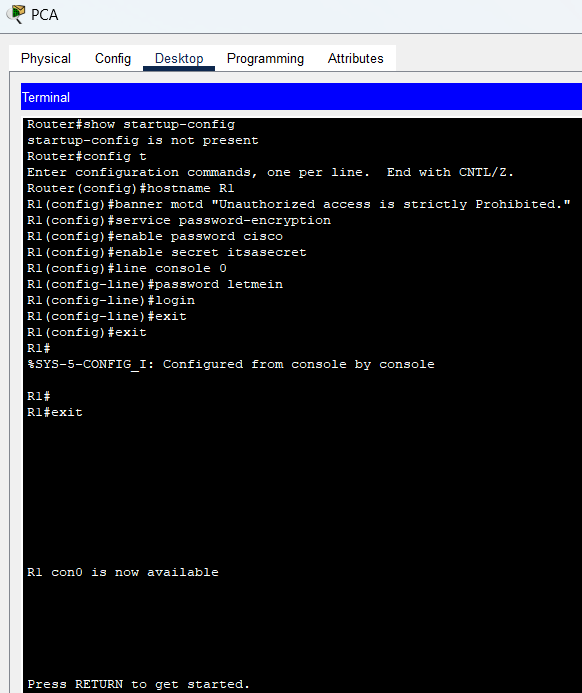 PCA
Physical Config Desktop Programming Attributes
Terminal
Router#show startup-config
startup-config is not present
Router#config t
Enter configuration commands, one per line.  End with CNTL/Z.
Router(config)#hostname R1
R1(config)#banner motd "Unauthorized access is strictly Prohibited."
R1(config)#service password-encryption
R1(config)#enable password cisco
R1(config)#enable secret itsasecret
R1(config)#line console 0
R1(config-line)#password letmein
R1(config-line)#login
R1(config-line)#exit
R1(config)#exit
R1#
%SYS-5-CONFIG_I: Configured from console by console
R1#
R1#exit
R1 con0 is now available
Press RETURN to get started.